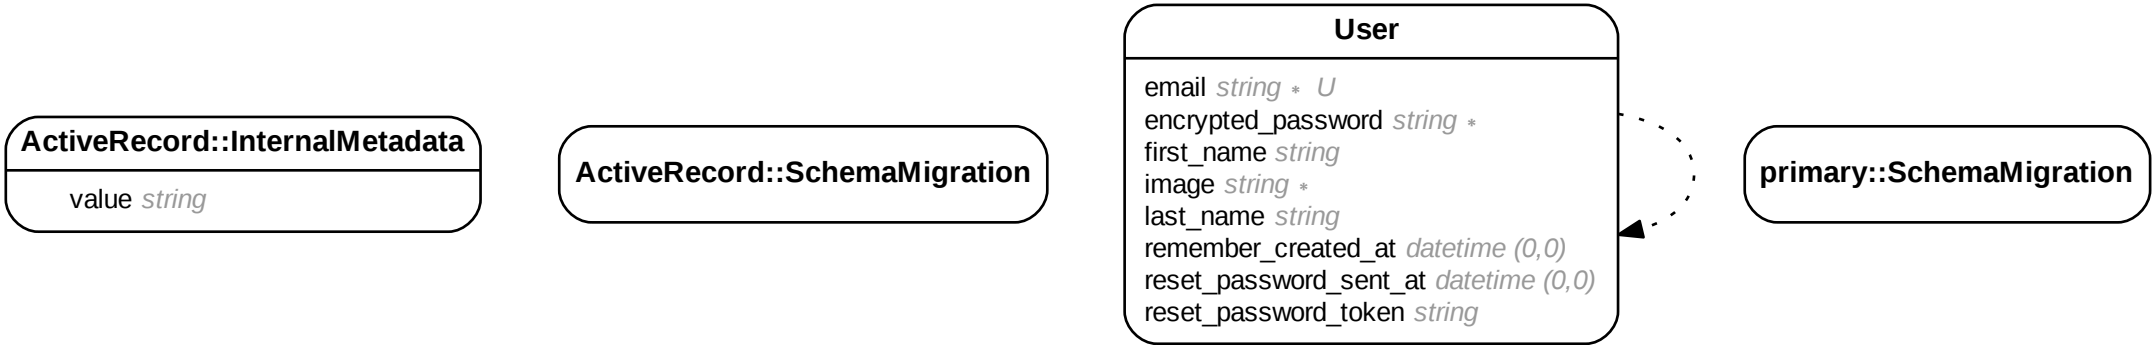 ActiveRecord::InternalMetadata
value string
ActiveRecord::SchemaMigration
User
email string * U
encrypted_password string *
first_name string
image string *
last_name string
remember_created_at datetime (0,0)
reset_password_sent_at datetime (0,0)
reset_password_token string
primary::SchemaMigration